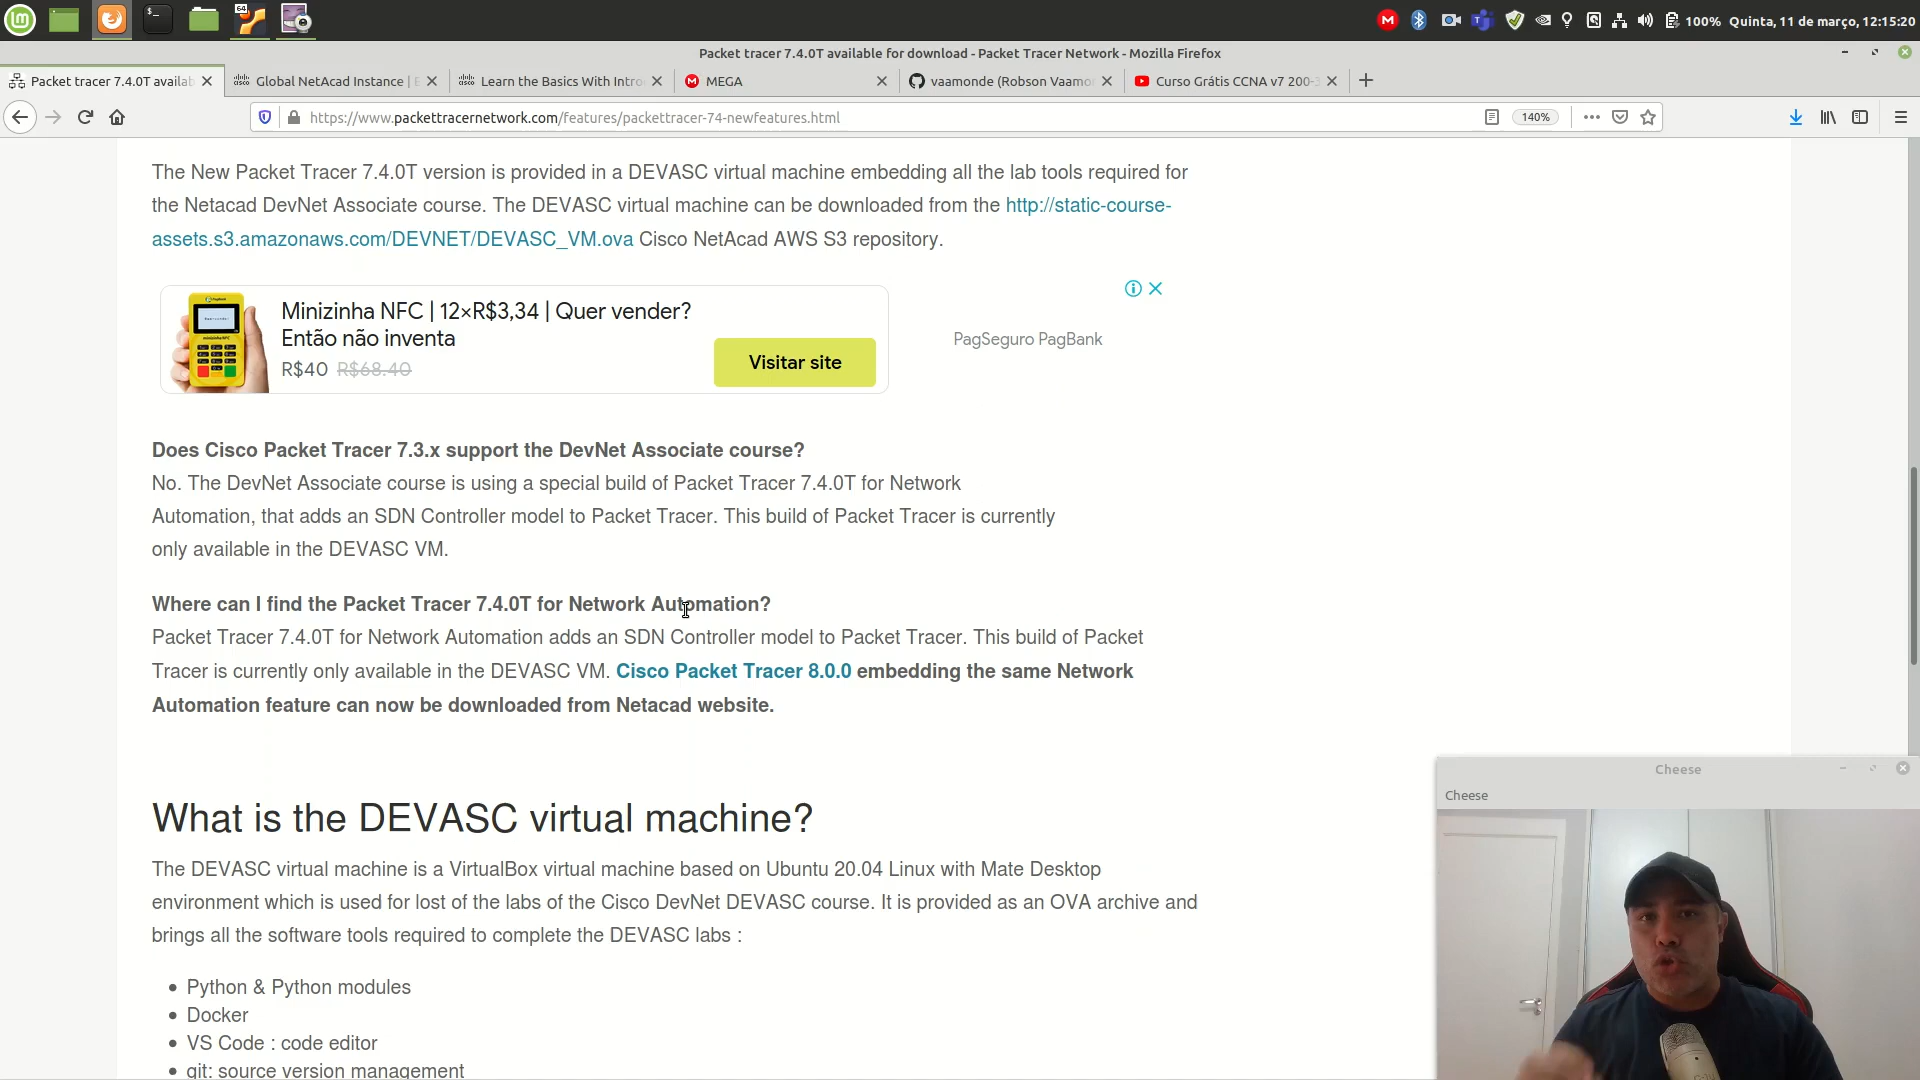 100% Quinta, 11 de março, 12:15:20
Packet tracer 7.4.0T available for download - Packet Tracer Network - Mozilla Firefox
Packet tracer 7.4.0T availab
Global NetAcad Instance |
Learn the Basics With Intro
MEGA
vaamonde (Robson Vaamo
Curso Grátis CCNA v7 200-
https://www.packettracernetwork.com/features/packettracer-74-newfeatures.html
140%
The New Packet Tracer 7.4.0T version is provided in a DEVASC virtual machine embedding all the lab tools required for
the Netacad DevNet Associate course. The DEVASC virtual machine can be downloaded from the http://static-course-
assets.s3.amazonaws.com/DEVNET/DEVASC_VM.ova Cisco NetAcad AWS S3 repository.
Minizinha NFC | 12×R$3,34 | Quer vender?
Então não inventa
R$40 R$68.40
Visitar site
PagSeguro PagBank
Does Cisco Packet Tracer 7.3.x support the DevNet Associate course?
No. The DevNet Associate course is using a special build of Packet Tracer 7.4.0T for Network
Automation, that adds an SDN Controller model to Packet Tracer. This build of Packet Tracer is currently
only available in the DEVASC VM.
Where can I find the Packet Tracer 7.4.0T for Network Automation?
Packet Tracer 7.4.0T for Network Automation adds an SDN Controller model to Packet Tracer. This build of Packet
Tracer is currently only available in the DEVASC VM. Cisco Packet Tracer 8.0.0 embedding the same Network
Automation feature can now be downloaded from Netacad website.
What is the DEVASC virtual machine?
The DEVASC virtual machine is a VirtualBox virtual machine based on Ubuntu 20.04 Linux with Mate Desktop
environment which is used for lost of the labs of the Cisco DevNet DEVASC course. It is provided as an OVA archive and
brings all the software tools required to complete the DEVASC labs :
Python & Python modules
Docker
VS Code : code editor
git: source version management
Cheese
Cheese